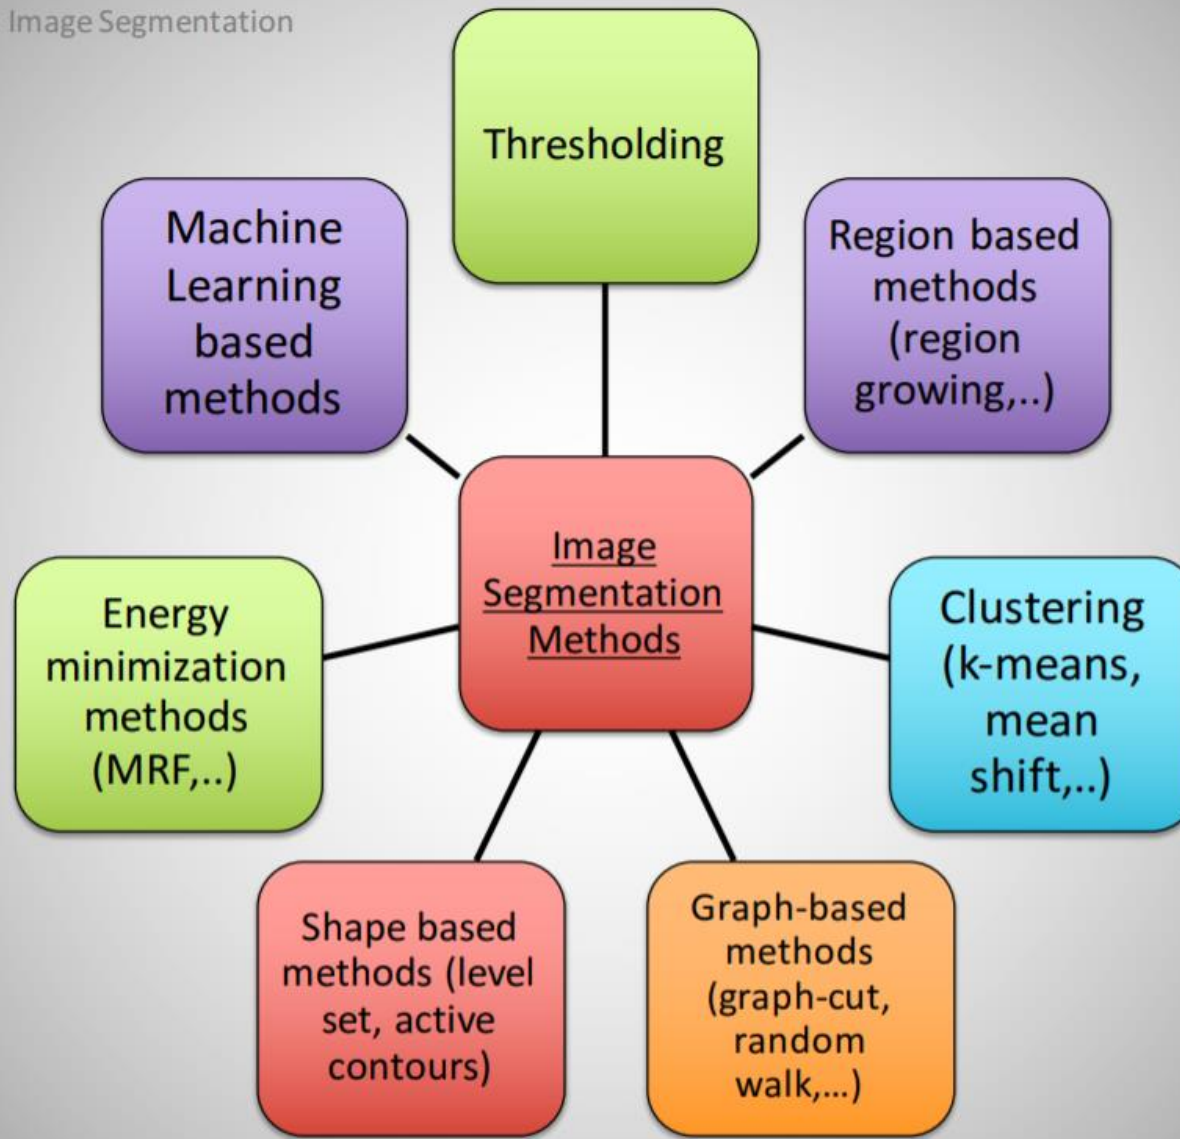 Image Segmentation
Thresholding
Machine
Learning
based
methods
Region based
methods
(region
growing,..)
Image
Segmentation
Methods
Energy
minimization
methods
(MRF,..)
Clustering
(k-means,
mean
shift,..)
Shape based
methods (level
set, active
contours)
Graph-based
methods
(graph-cut,
random
walk,...)